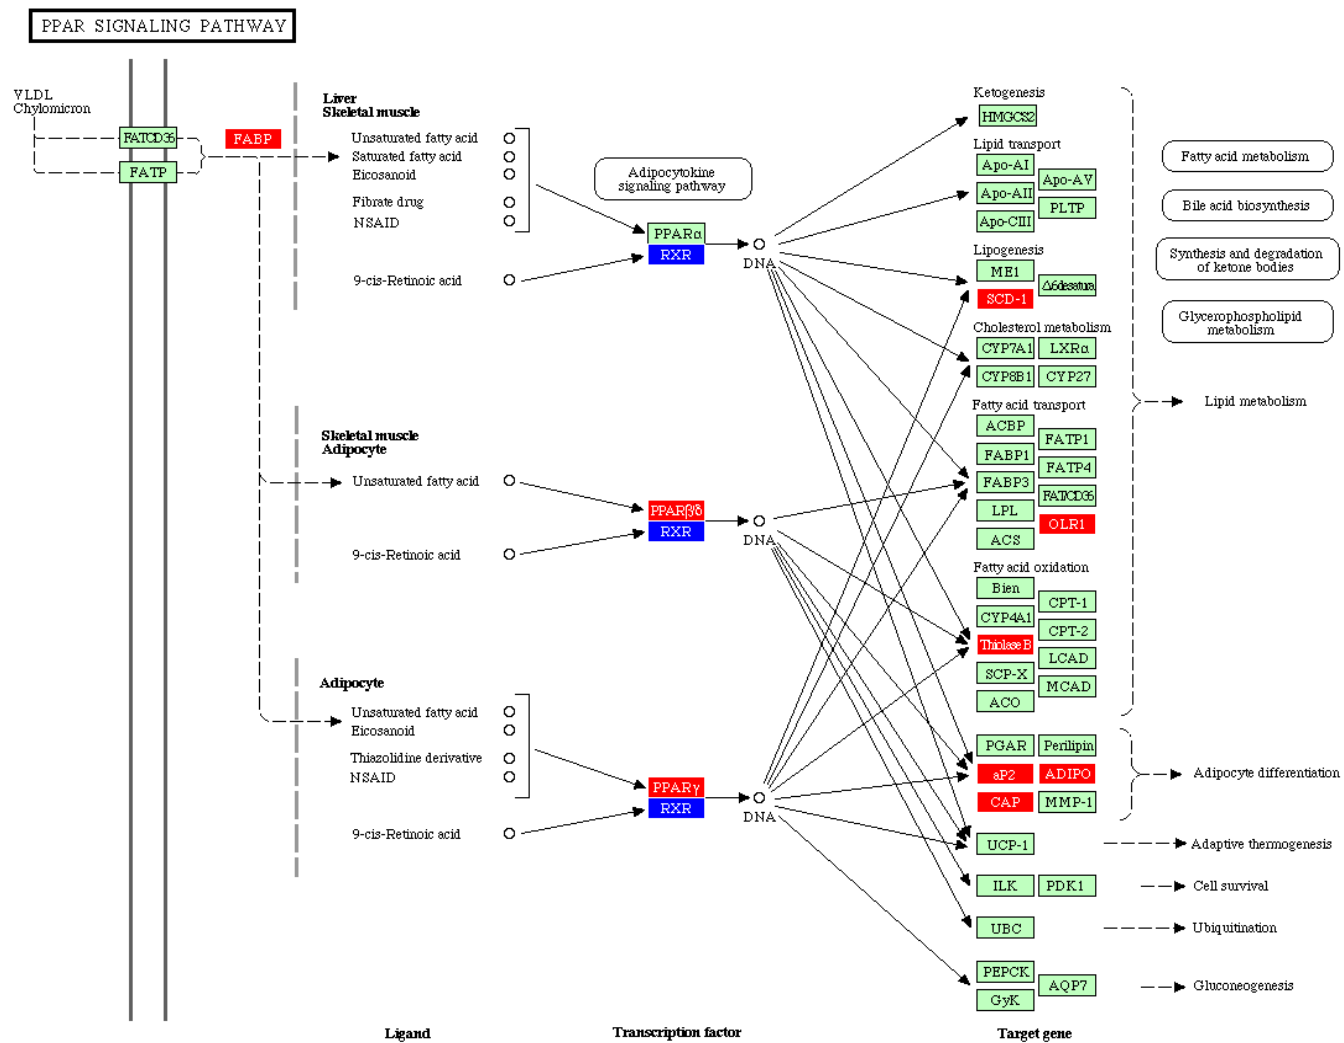 PPAR SIGNALING PATHWAY
VLDL
Chylomicron
FAT/CD36
FATP
FABP
Liver
Skeletal muscle
Unsaturated fatty acid
Saturated fatty acid
Eicosanoid
Fibrate drug
NSAID
9-cis-Retinoic acid
Adipocytokine
signaling pathway
PPARα
RXR
DNA
Skeletal muscle
Adipocyte
Unsaturated fatty acid
9-cis-Retinoic acid
PPARβ/δ
RXR
DNA
Adipocyte
Unsaturated fatty acid
Eicosanoid
Thiazolidine derivative
NSAID
9-cis-Retinoic acid
PPARγ
RXR
DNA
Ketogenesis
HMGCS2
Lipid transport
Apo-AI
Apo-AV
Apo-AII
PLTP
Apo-CIII
Lipogenesis
ME1
Δ6desatura
SCD-1
Cholesterol metabolism
CYP7A1
LXRα
CYP8B1
CYP27
Fatty acid transport
ACBP
FATP1
FABP1
FATP4
FABP3
FAT/CD36
LPL
OLR1
ACS
Fatty acid oxidation
Bien
CPT-1
CYP4A1
CPT-2
Thiolase B
LCAD
SCP-X
MCAD
ACO
PGAR
Perilipin
aP2
ADIPO
CAP
MMP-1
UCP-1
ILK
PDK1
UBC
PEPCK
AQP7
GyK
Fatty acid metabolism
Bile acid biosynthesis
Synthesis and degradation
of ketone bodies
Glycerophospholipid
metabolism
Lipid metabolism
Adipocyte differentiation
Adaptive thermogenesis
Cell survival
Ubiquitination
Gluconeogenesis
Ligand
Transcription factor
Target gene